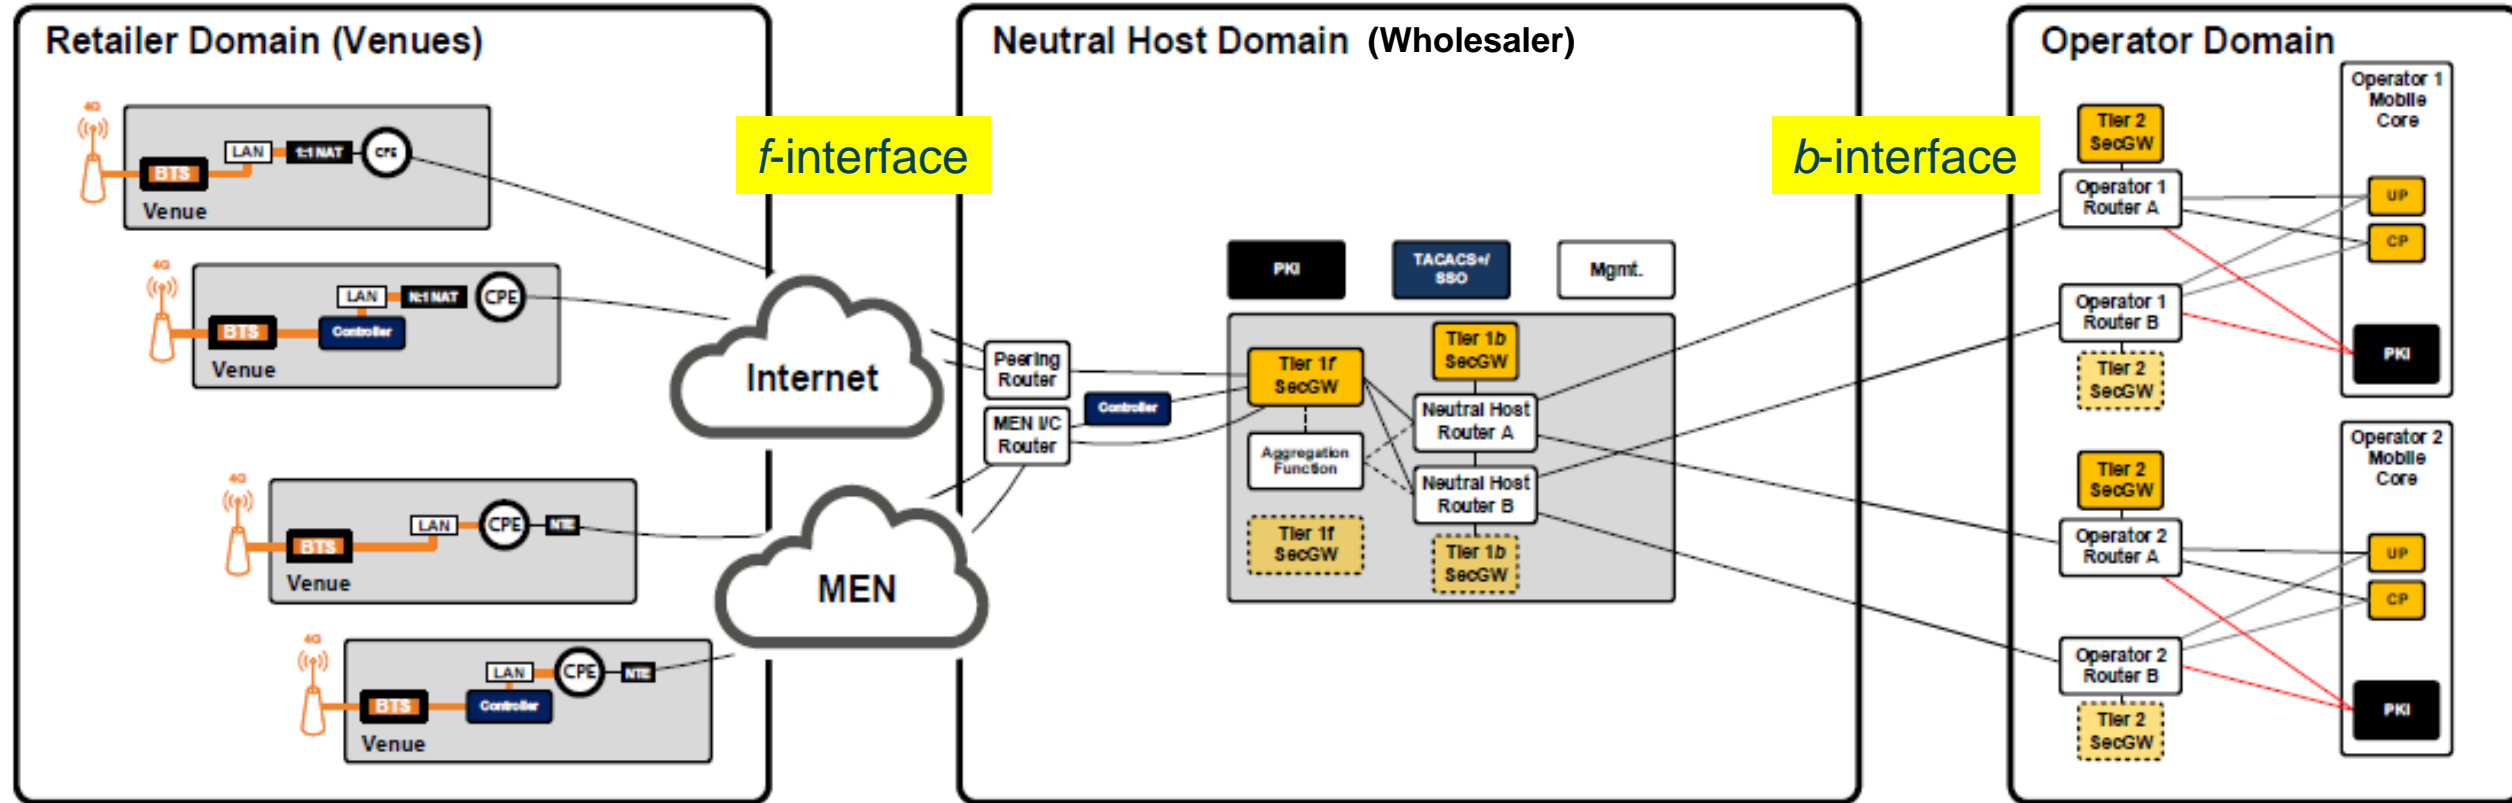 Retailer Domain (Venues)
4G
BTS
LAN
1:1 NAT
CPE
Venue
4G
BTS
Controller
LAN
N:1 NAT
CPE
Venue
4G
BTS
LAN
CPE
NTE
Venue
4G
BTS
Controller
LAN
CPE
NTE
Venue
f-interface
Internet
MEN
Neutral Host Domain (Wholesaler)
Peering
Router
MEN I/C
Router
Controller
PKI
TACACS+/
SSO
Mgmt.
Tier 1f
SecGW
Aggregation
Function
Tier 1f
SecGW
Tier 1b
SecGW
Neutral Host
Router A
Neutral Host
Router B
Tier 1b
SecGW
b-interface
Operator Domain
Tier 2
SecGW
Operator 1
Router A
Operator 1
Router B
Tier 2
SecGW
Operator 1
Mobile
Core
UP
CP
PKI
Tier 2
SecGW
Operator 2
Router A
Operator 2
Router B
Tier 2
SecGW
Operator 2
Mobile
Core
UP
CP
PKI